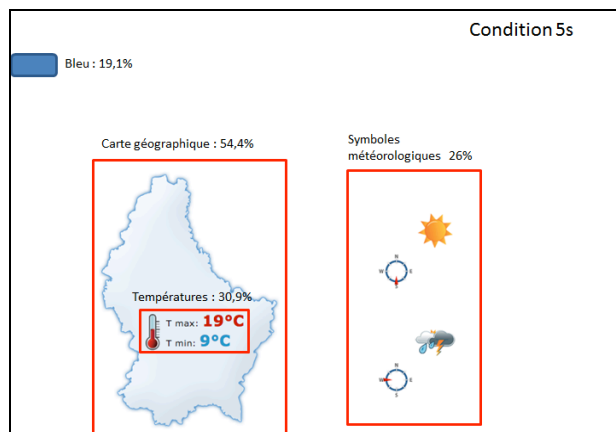 Condition 5s
Bleu : 19,1%
Carte géographique : 54,4%
Symboles
météorologiques 26%
N
W E
S
Températures : 30,9%
T max: 19°C
T min: 9°C
N
W E
S